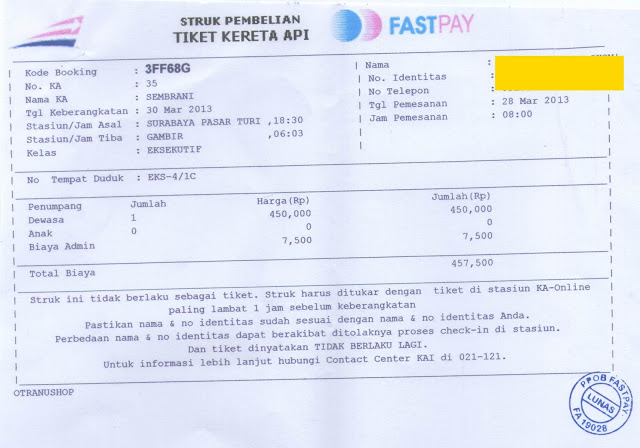 STRUK PEMBELIAN
TIKET KERETA API
FASTPAY
Kode Booking : 3FF68G
No. KA : 35
Nama KA : SEMBRANI
Tgl Keberangkatan : 30 Mar 2013
Stasiun/Jam Asal : SURABAYA PASAR TURI ,18:30
Stasiun/Jam Tiba : GAMBIR ,06:03
Kelas : EKSEKUTIF
Nama :
No. Identitas :
No Telepon :
Tgl Pemesanan : 28 Mar 2013
Jam Pemesanan : 08:00
No Tempat Duduk : EKS-4/1C
Penumpang Jumlah Harga(Rp) Jumlah(Rp)
Dewasa 1 450,000 450,000
Anak 0 0 0
Biaya Admin 7,500 7,500
Total Biaya 457,500
Struk ini tidak berlaku sebagai tiket. Struk harus ditukar dengan tiket di stasiun KA-Online
paling lambat 1 jam sebelum keberangkatan
Pastikan nama & no identitas sudah sesuai dengan nama & no identitas Anda.
Perbedaan nama & no identitas dapat berakibat ditolaknya proses check-in di stasiun.
Dan tiket dinyatakan TIDAK BERLAKU LAGI.
Untuk informasi lebih lanjut hubungi Contact Center KAI di 021-121.
OTRANUSHOP
PPOB FASTPAY.
LUNAS
FA 19028